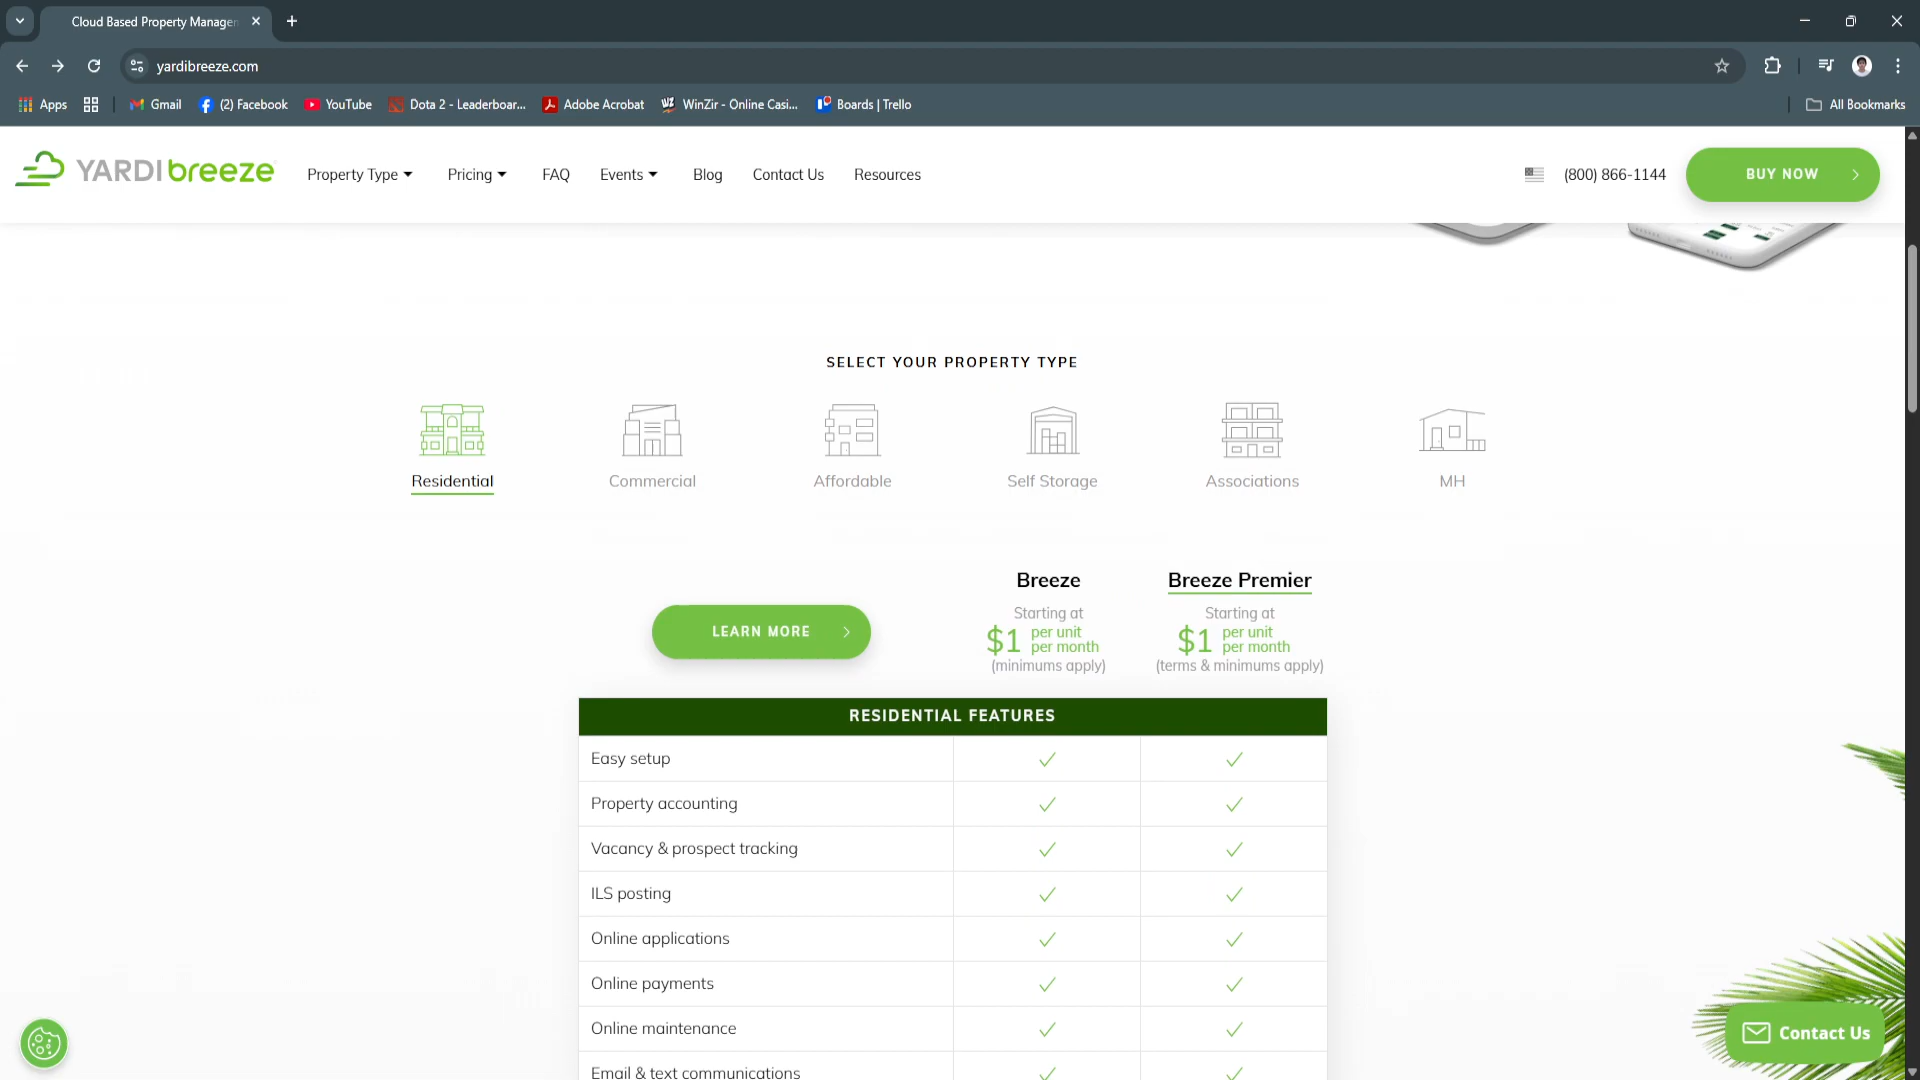 Cloud Based Property Manager
yardibreeze.com
Apps
Gmail
(2) Facebook
YouTube
Dota 2 - Leaderboar...
Adobe Acrobat
WinZir - Online Casi...
Boards | Trello
All Bookmarks
YARDI breeze
Property Type
Pricing
FAQ
Events
Blog
Contact Us
Resources
(800) 866-1144
BUY NOW
SELECT YOUR PROPERTY TYPE
Residential
Commercial
Affordable
Self Storage
Associations
MH
Breeze
Breeze Premier
Starting at
Starting at
LEARN MORE
$1 per unit per month
$1 per unit per month
(minimums apply)
(terms & minimums apply)
RESIDENTIAL FEATURES
Easy setup
Property accounting
Vacancy & prospect tracking
ILS posting
Online applications
Online payments
Online maintenance
Email & text communications
Contact Us